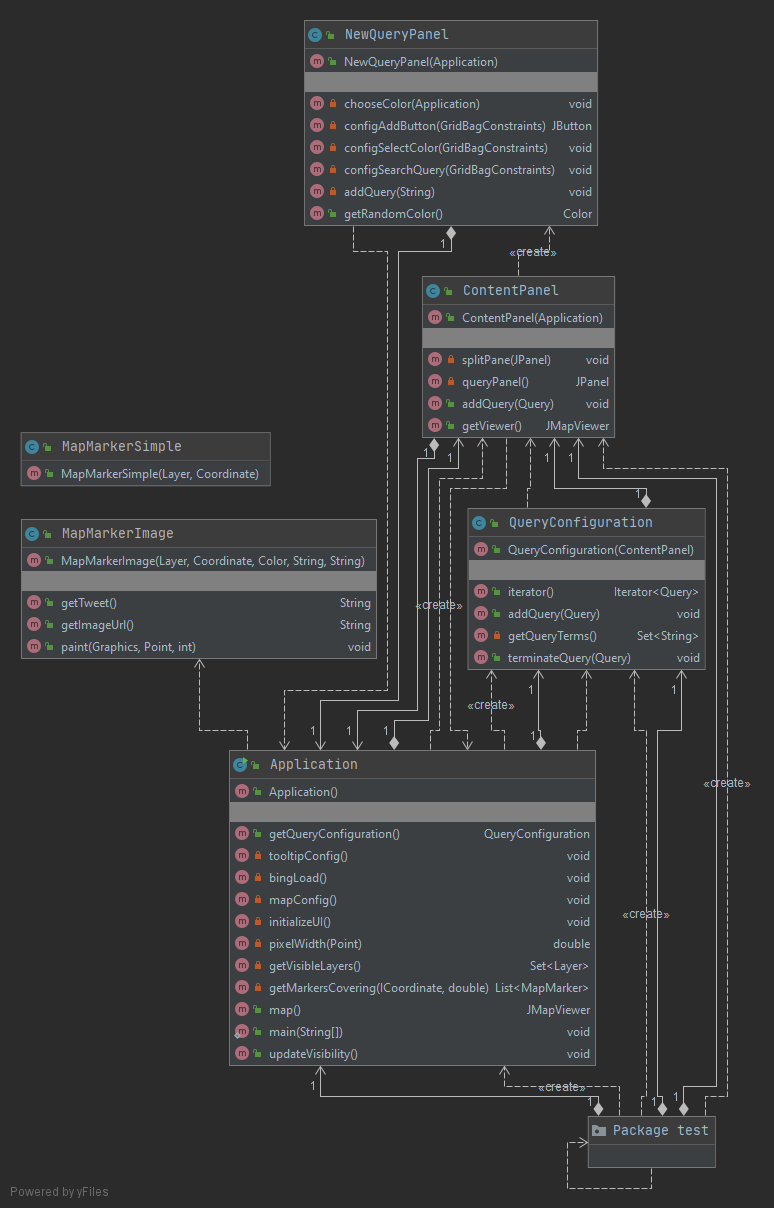 NewQueryPanel
NewQueryPanel(Application)
chooseColor(Application) void
configAddButton(GridBagConstraints) JButton
configSelectColor(GridBagConstraints) void
configSearchQuery(GridBagConstraints) void
addQuery(String) void
getRandomColor() Color
1
«create»
ContentPanel
ContentPanel(Application)
splitPane(JPanel) void
queryPanel() JPanel
addQuery(Query) void
getViewer() JMapViewer
1 1 1 1
MapMarkerSimple
MapMarkerSimple(Layer, Coordinate)
1
MapMarkerImage
MapMarkerImage(Layer, Coordinate, Color, String, String)
getTweet() String
getImageUrl() String
paint(Graphics, Point, int) void
QueryConfiguration
QueryConfiguration(ContentPanel)
iterator() Iterator<Query>
addQuery(Query) void
getQueryTerms() Set<String>
terminateQuery(Query) void
«create»
1 1
«create»
1 1 1 1
Application
Application()
getQueryConfiguration() QueryConfiguration
tooltipConfig() void
bingLoad() void
mapConfig() void
initializeUI() void
pixelWidth(Point) double
getVisibleLayers() Set<Layer>
getMarkersCovering(ICoordinate, double) List<MapMarker>
map() JMapViewer
main(String[]) void
updateVisibility() void
«create»
«create»
1
«create»
1 1 1
Package test
Powered by yFiles